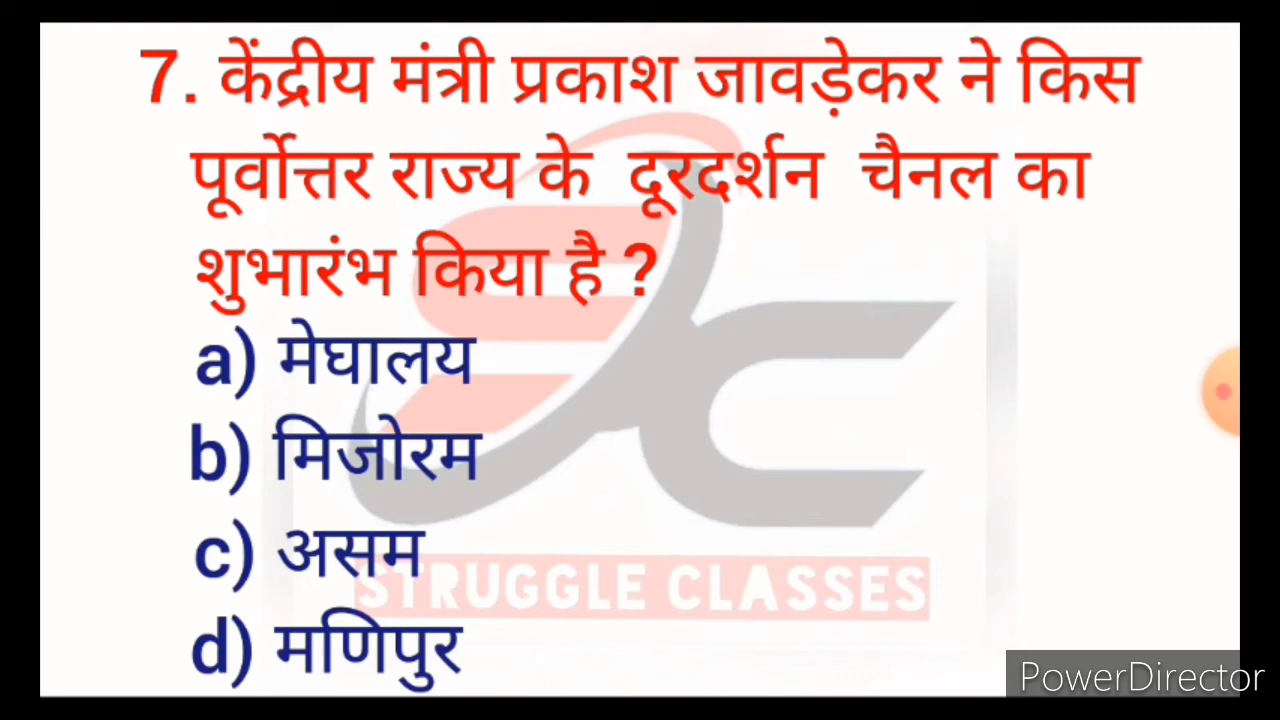 7. केंद्रीय मंत्री प्रकाश जावड़ेकर ने किस
पूर्वोत्तर राज्य के दूरदर्शन चैनल का
शुभारंभ किया है ?
a) मेघालय
b) मिजोरम
c) असम
STRUGGLE CLASSES
d) मणिपुर
PowerDirector